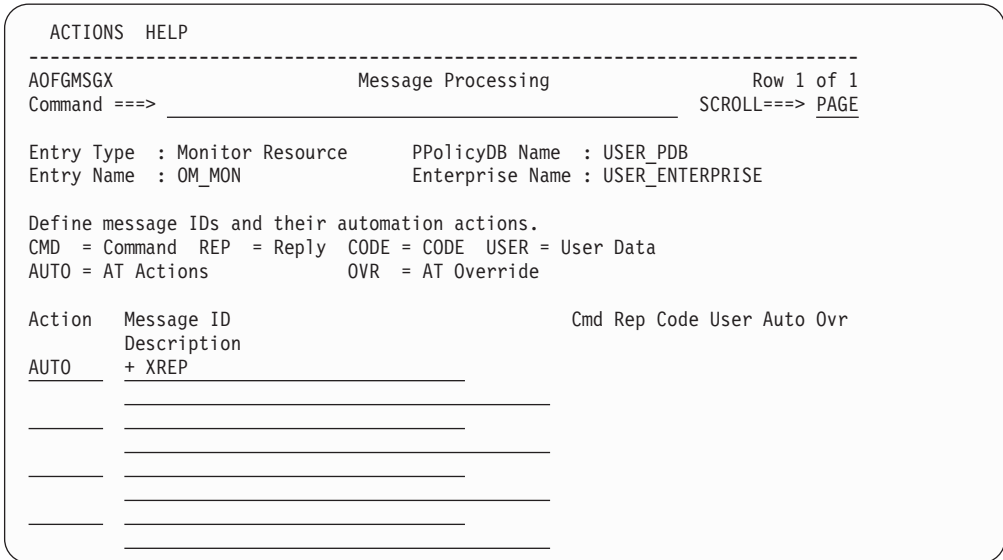 ACTIONS HELP
--------------------------------------------------------------------------------
AOFGMSGX Message Processing Row 1 of 1
Command ===> SCROLL===> PAGE
Entry Type : Monitor Resource PPolicyDB Name : USER_PDB
Entry Name : OM_MON Enterprise Name : USER_ENTERPRISE
Define message IDs and their automation actions.
CMD = Command REP = Reply CODE = CODE USER = User Data
AUTO = AT Actions OVR = AT Override
Action Message ID Cmd Rep Code User Auto Ovr
Description
AUTO + XREP